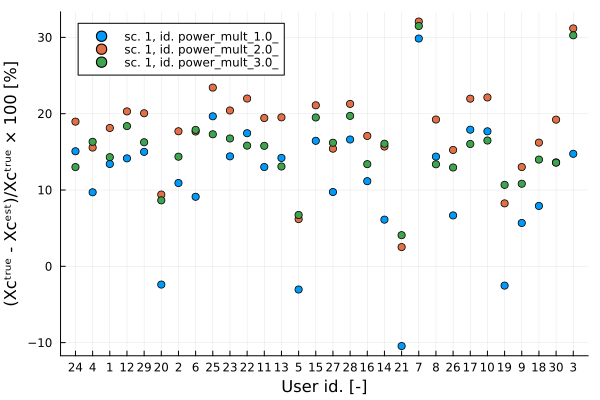 (Xcᵗʳᵘᵉ - Xcᵉˢᵗ)/Xcᵗʳᵘᵉ × 100 [%]
sc. 1, id. power_mult_1.0_
sc. 1, id. power_mult_2.0_
sc. 1, id. power_mult_3.0_
30
20
10
0
−10
24 4 1 12 29 20 2 6 25 23 22 11 13 5 15 27 28 16 14 21 7 8 26 17 10 19 9 18 30 3
User id. [-]